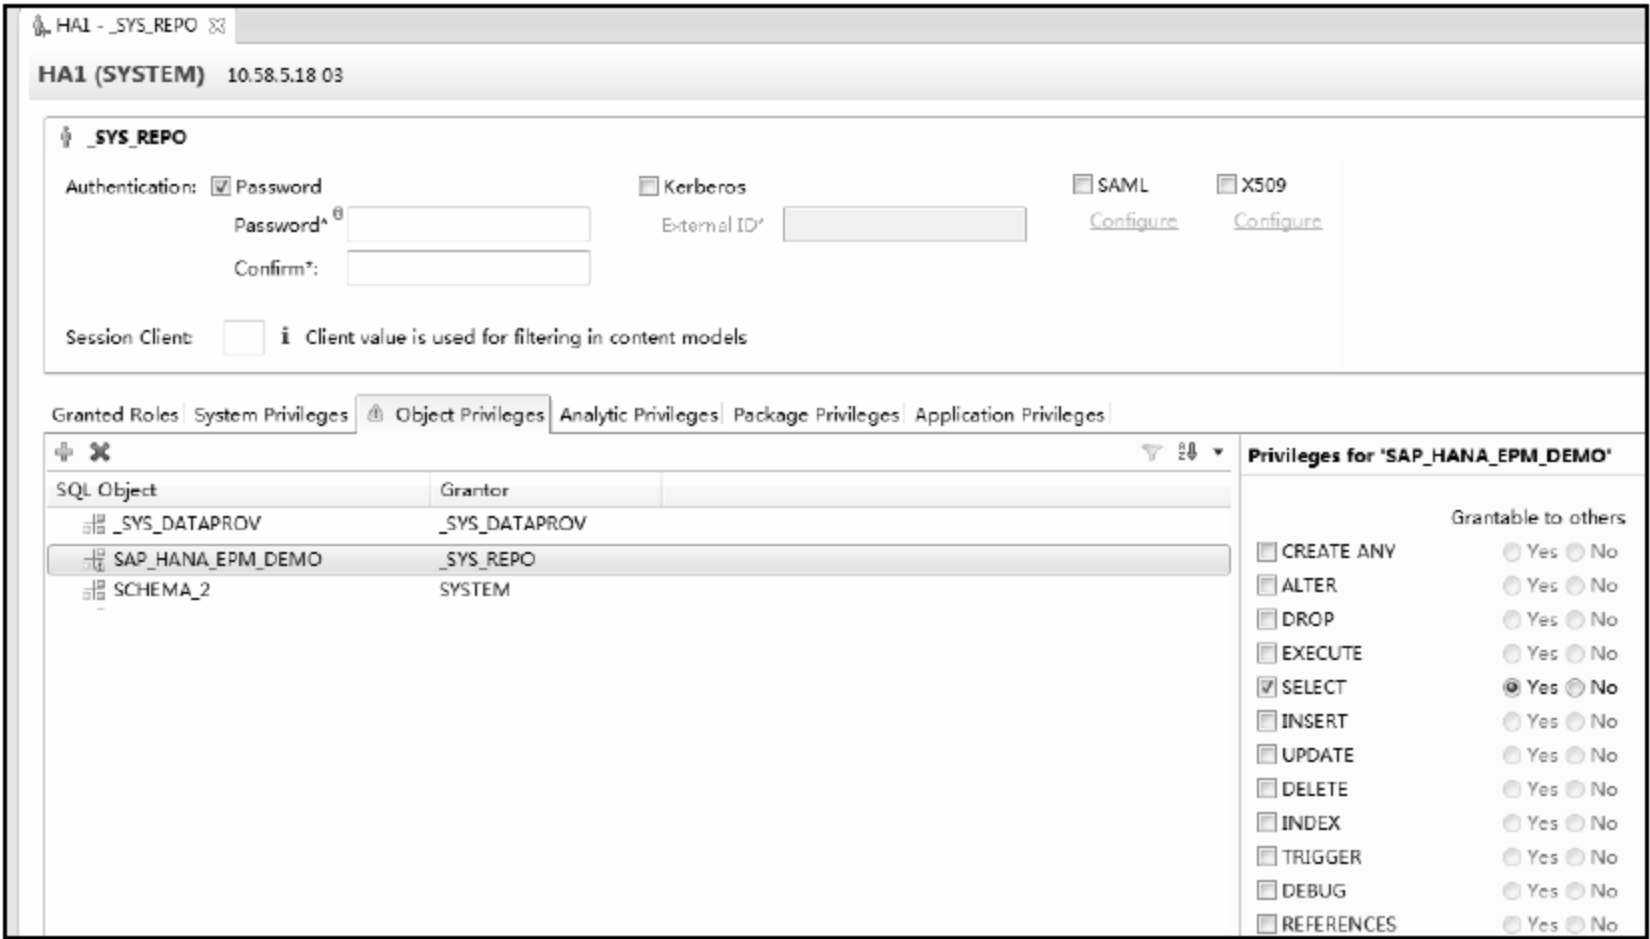 HA1 - _SYS_REPO
HA1 (SYSTEM) 10.58.5.18 03
_SYS_REPO
Authentication: Password Kerberos SAML X509
Password* External ID* Configure Configure
Confirm*:
Session Client: i Client value is used for filtering in content models
Granted Roles System Privileges Object Privileges Analytic Privileges Package Privileges Application Privileges
SQL Object Grantor
_SYS_DATAPROV _SYS_DATAPROV
SAP_HANA_EPM_DEMO _SYS_REPO
SCHEMA_2 SYSTEM
Privileges for 'SAP_HANA_EPM_DEMO'
Grantable to others
CREATE ANY Yes No
ALTER Yes No
DROP Yes No
EXECUTE Yes No
SELECT Yes No
INSERT Yes No
UPDATE Yes No
DELETE Yes No
INDEX Yes No
TRIGGER Yes No
DEBUG Yes No
REFERENCES Yes No